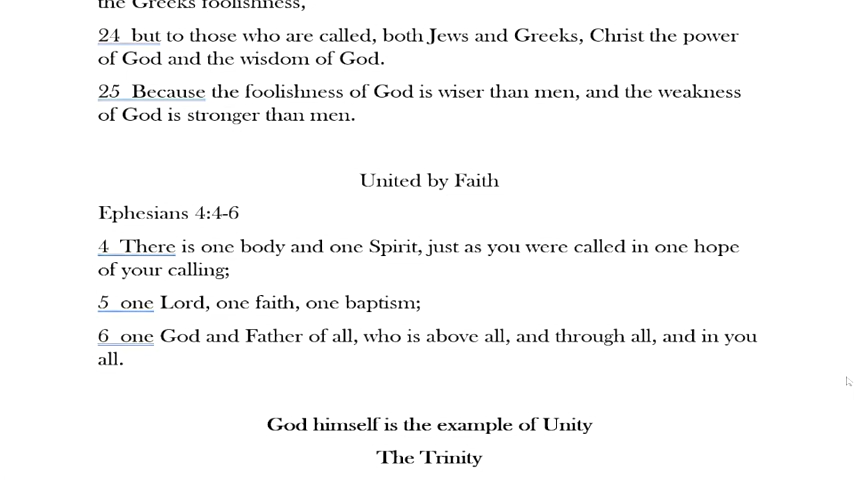 the Greeks foolishness,
24 but to those who are called, both Jews and Greeks, Christ the power
of God and the wisdom of God.
25 Because the foolishness of God is wiser than men, and the weakness
of God is stronger than men.
United by Faith
Ephesians 4:4-6
4 There is one body and one Spirit, just as you were called in one hope
of your calling;
5 one Lord, one faith, one baptism;
6 one God and Father of all, who is above all, and through all, and in you
all.
God himself is the example of Unity
The Trinity